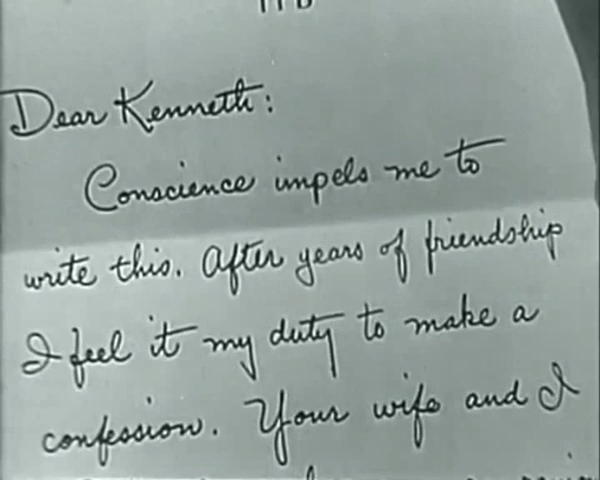 Dear Kenneth:
Conscience impels me to
write this. After years of friendship
I feel it my duty to make a
confession. Your wife and I